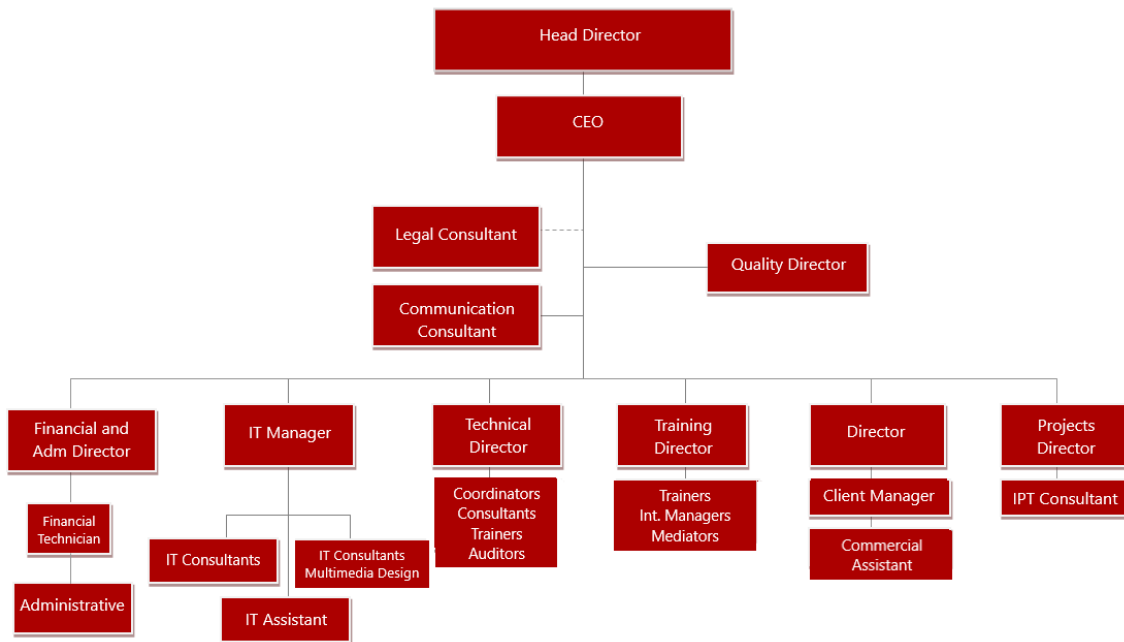 Head Director
CEO
Legal Consultant
Quality Director
Communication
Consultant
Financial and
Adm Director
IT Manager
Technical
Director
Training
Director
Director
Projects
Director
Financial
Technician
Administrative
IT Consultants
IT Consultants
Multimedia Design
IT Assistant
Coordinators
Consultants
Trainers
Auditors
Trainers
Int. Managers
Mediators
Client Manager
Commercial
Assistant
IPT Consultant